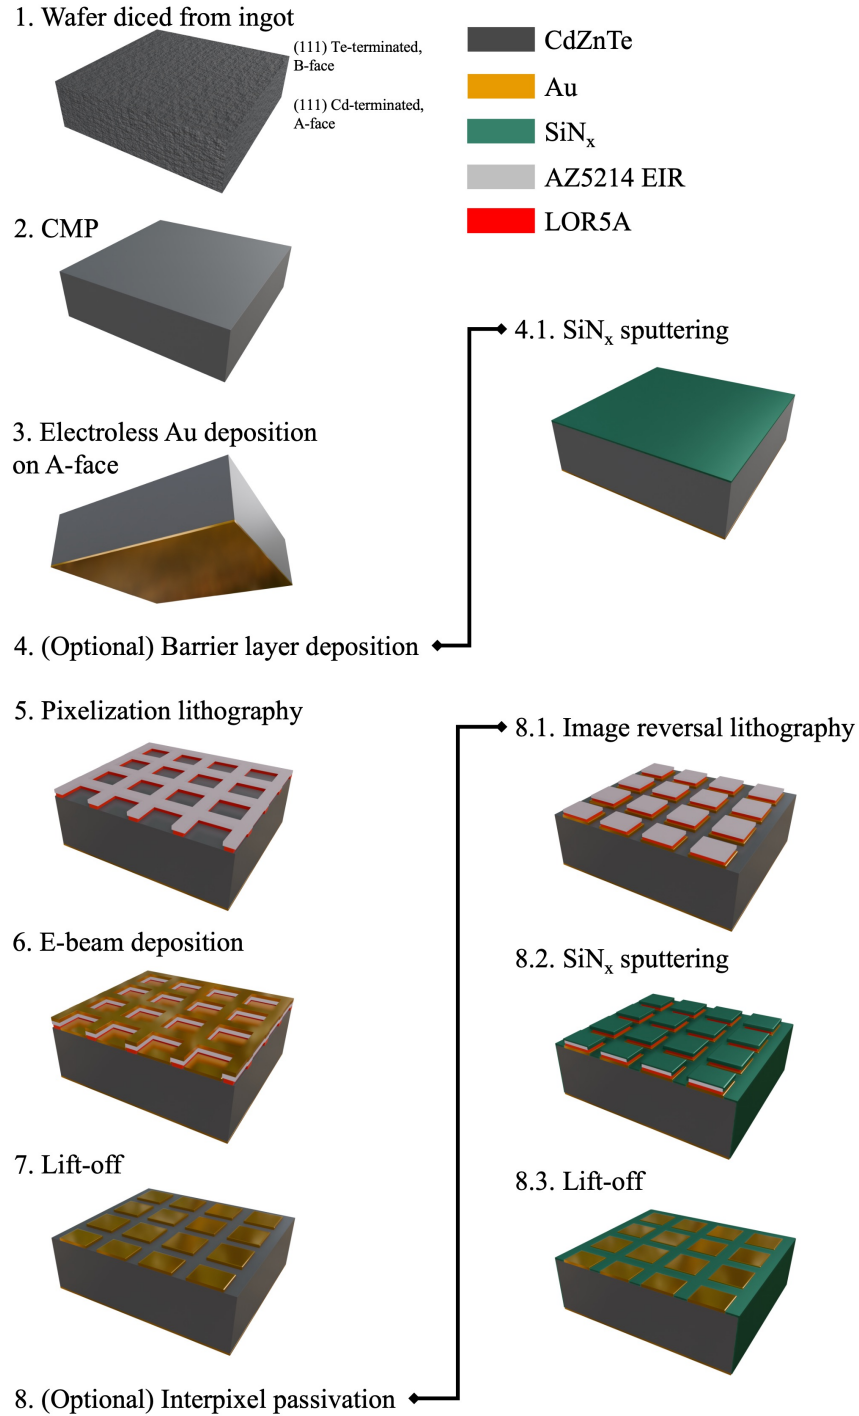 1. Wafer diced from ingot
(111) Te-terminated,
B-face
(111) Cd-terminated,
A-face
CdZnTe
Au
SiNx
AZ5214 EIR
LOR5A
2. CMP
3. Electroless Au deposition
on A-face
4. (Optional) Barrier layer deposition
4.1. SiNx sputtering
5. Pixelization lithography
6. E-beam deposition
7. Lift-off
8. (Optional) Interpixel passivation
8.1. Image reversal lithography
8.2. SiNx sputtering
8.3. Lift-off